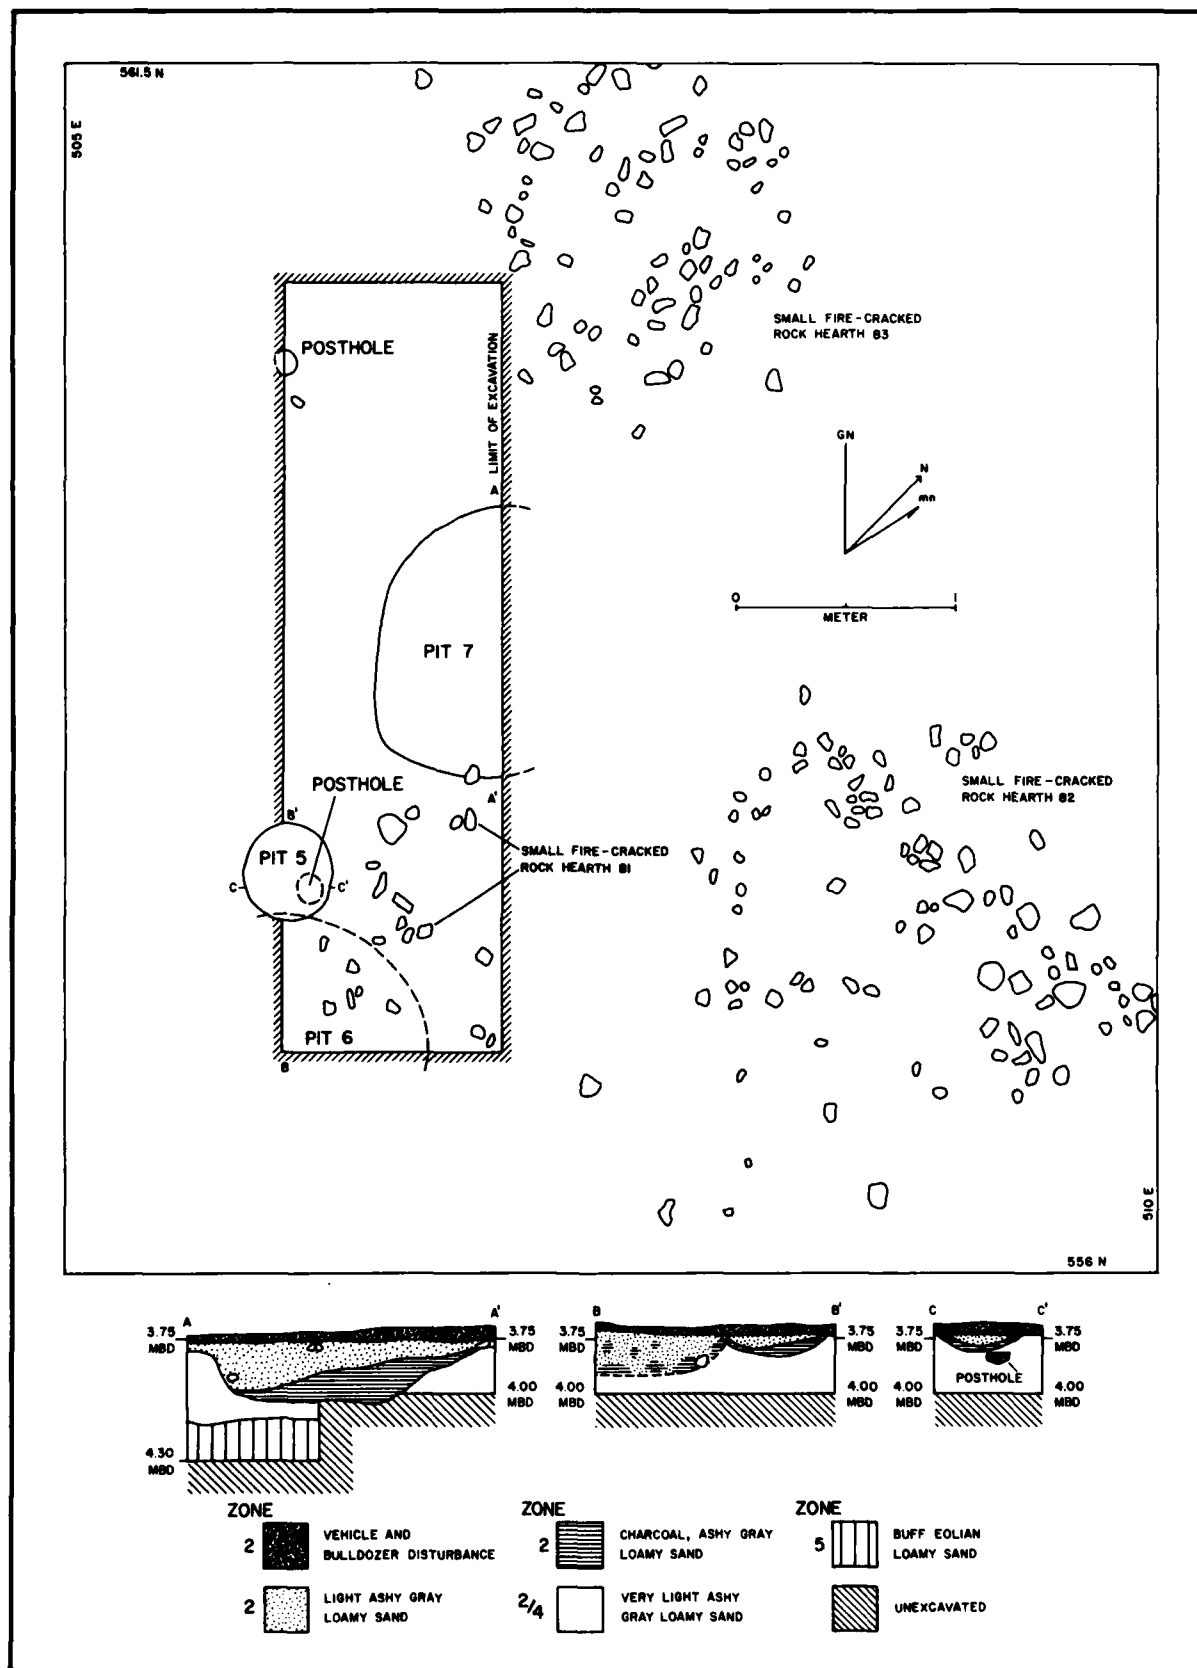 561.5 N
505 E
SMALL FIRE-CRACKED
ROCK HEARTH 83
POSTHOLE
LIMIT OF EXCAVATION
GN
N
mn
A
0 1
METER
PIT 7
POSTHOLE
A'
B'
SMALL FIRE-CRACKED
ROCK HEARTH 82
PIT 5
C C'
SMALL FIRE-CRACKED
ROCK HEARTH 81
PIT 6
B
510 E
556 N
A A' B B' C C'
3.75 MBD
3.75 MBD
3.75 MBD
3.75 MBD
3.75 MBD
3.75 MBD
POSTHOLE
4.00 MBD
4.00 MBD
4.00 MBD
4.00 MBD
4.00 MBD
4.30 MBD
ZONE
2 VEHICLE AND
BULLDOZER DISTURBANCE
2 LIGHT ASHY GRAY
LOAMY SAND
ZONE
2 CHARCOAL, ASHY GRAY
LOAMY SAND
2/4 VERY LIGHT ASHY
GRAY LOAMY SAND
ZONE
5 BUFF EOLIAN
LOAMY SAND
UNEXCAVATED